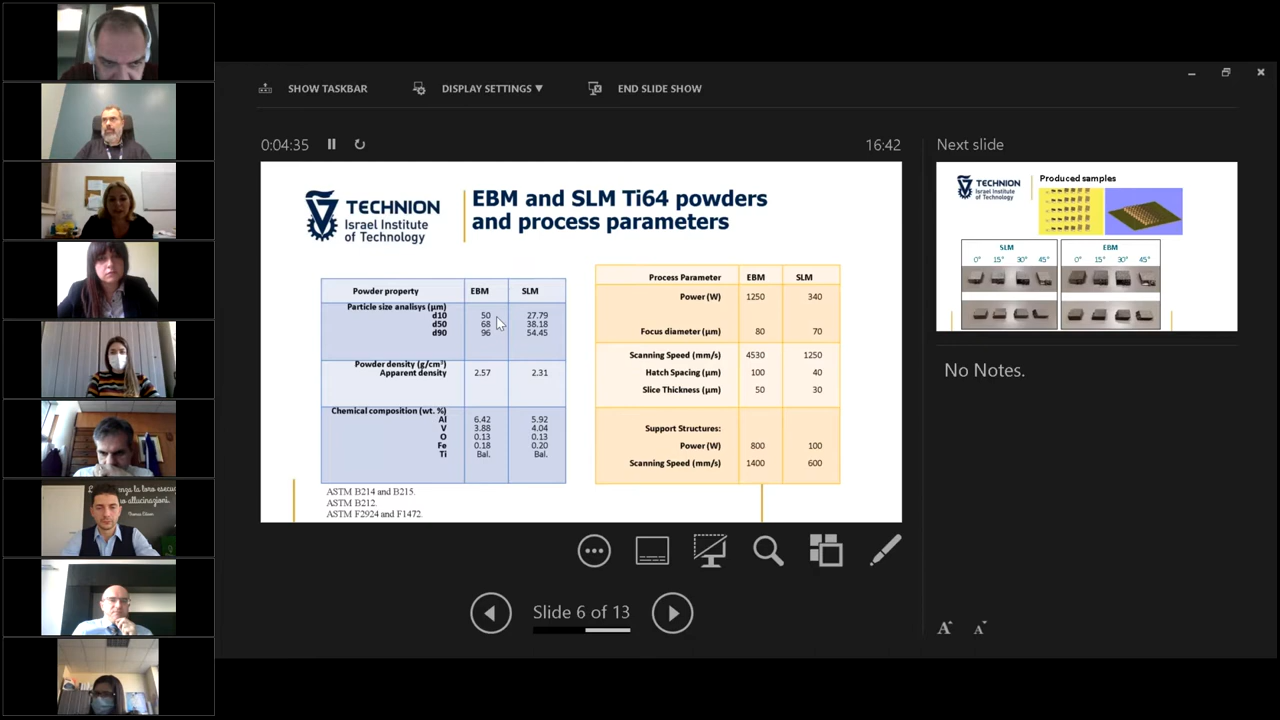 SHOW TASKBAR
DISPLAY SETTINGS ▼
END SLIDE SHOW
0:04:35
16:42
TECHNION
Israel Institute
of Technology
EBM and SLM Ti64 powders
and process parameters
Powder property EBM SLM
Particle size analisys (μm)
d10 50 27.79
d50 68 38.18
d90 96 54.45
Powder density (g/cm³)
Apparent density 2.57 2.31
Chemical composition (wt. %)
Al 6.42 5.92
V 3.88 4.04
O 0.13 0.13
Fe 0.18 0.20
Ti Bal. Bal.
Process Parameter EBM SLM
Power (W) 1250 340
Focus diameter (μm) 80 70
Scanning Speed (mm/s) 4530 1250
Hatch Spacing (μm) 100 40
Slice Thickness (μm) 50 30
Support Structures:
Power (W) 800 100
Scanning Speed (mm/s) 1400 600
ASTM B214 and B215.
ASTM B212.
ASTM F2924 and F1472.
Slide 6 of 13
Next slide
TECHNION
Israel Institute
of Technology
Produced samples
SLM EBM
0° 15° 30° 45° 0° 15° 30° 45°
No Notes.
A A